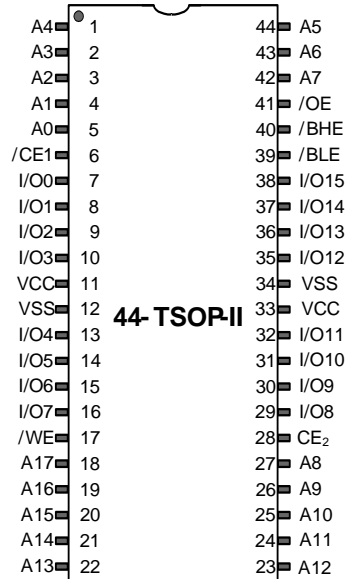 A4 1 44 A5
A3 2 43 A6
A2 3 42 A7
A1 4 41 /OE
A0 5 40 /BHE
/CE1 6 39 /BLE
I/O0 7 38 I/O15
I/O1 8 37 I/O14
I/O2 9 36 I/O13
I/O3 10 35 I/O12
VCC 11 34 VSS
VSS 12 33 VCC
44-TSOP-II
I/O4 13 32 I/O11
I/O5 14 31 I/O10
I/O6 15 30 I/O9
I/O7 16 29 I/O8
/WE 17 28 CE₂
A17 18 27 A8
A16 19 26 A9
A15 20 25 A10
A14 21 24 A11
A13 22 23 A12